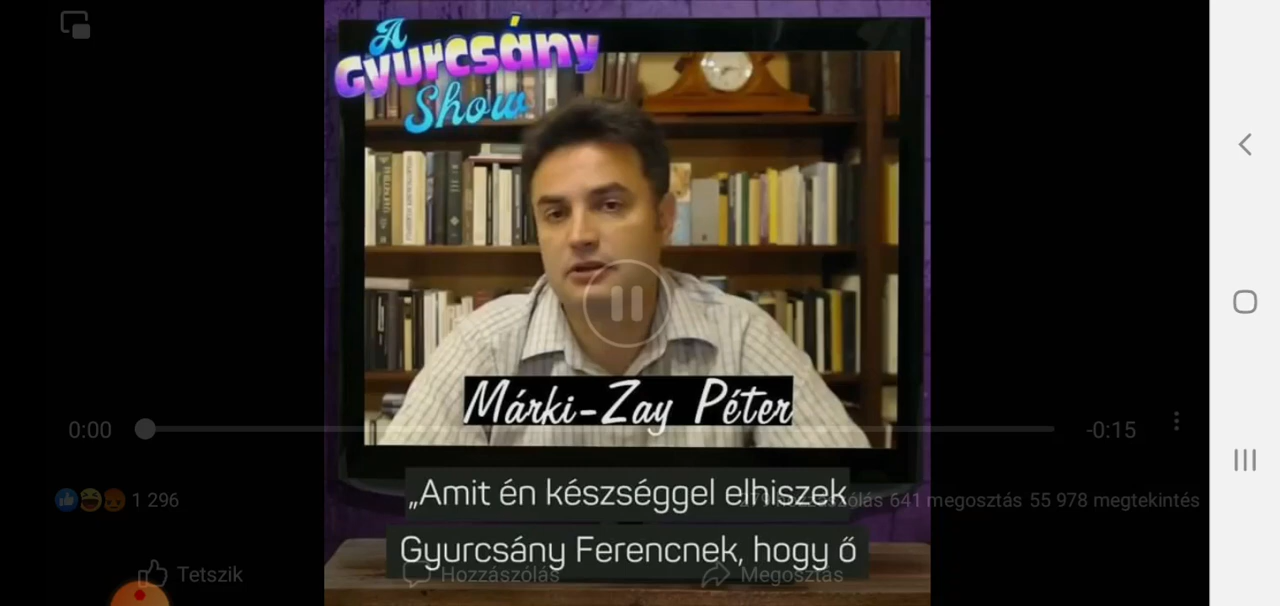 A
Gyurcsány
Show
Márki-Zay Péter
0:00
-0:15
„Amit én készséggel elhiszek
1 296
641 megosztás 55 978 megtekintés
Gyurcsány Ferencnek, hogy ő
Tetszik
Hozzászólás
Megosztás